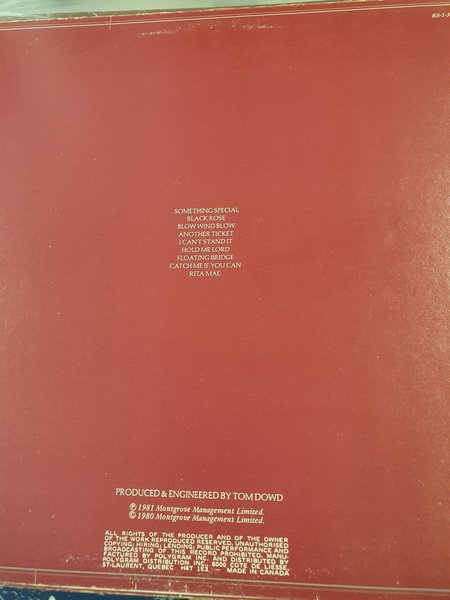 RS-1-3
SOMETHING SPECIAL
BLACK ROSE
BLOW WIND BLOW
ANOTHER TICKET
I CAN'T STAND IT
HOLD ME LORD
FLOATING BRIDGE
CATCH ME IF YOU CAN
RITA MAE
PRODUCED & ENGINEERED BY TOM DOWD
℗ 1981 Montgrove Management Limited.
© 1980 Montgrove Management Limited.
ALL RIGHTS OF THE PRODUCER AND OF THE OWNER
OF THE WORK REPRODUCED RESERVED. UNAUTHORISED
COPYING; HIRING; LENDING; PUBLIC PERFORMANCE AND
BROADCASTING OF THIS RECORD PROHIBITED. MANU-
FACTURED BY POLYGRAM INC. AND DISTRIBUTED BY
POLYGRAM DISTRIBUTION INC., 6000 COTE DE LIESSE,
ST-LAURENT, QUEBEC H4T 1E3 — MADE IN CANADA